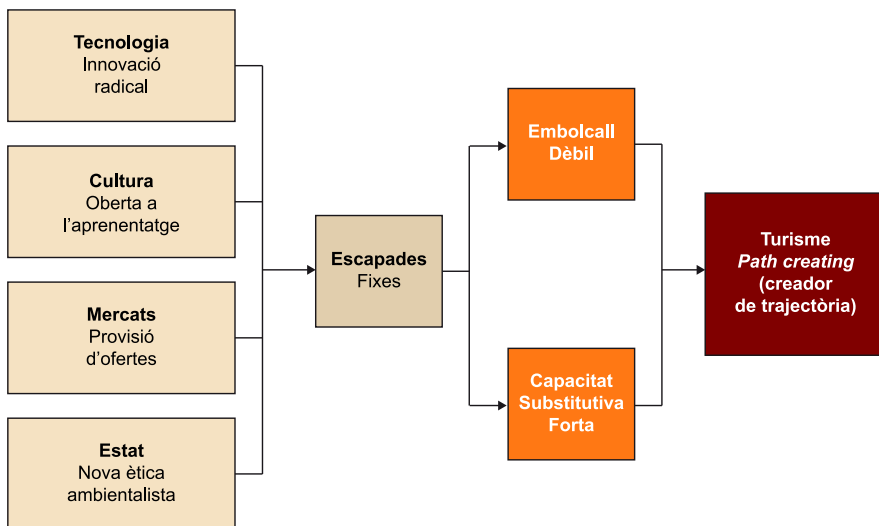 Tecnologia
Innovació
radical
Cultura
Oberta a
l’aprenentatge
Mercats
Provisió
d’ofertes
Estat
Nova ètica
ambientalista
Escapades
Fixes
Embolcall
Dèbil
Capacitat
Substitutiva
Forta
Turisme
Path creating
(creador
de trajectòria)